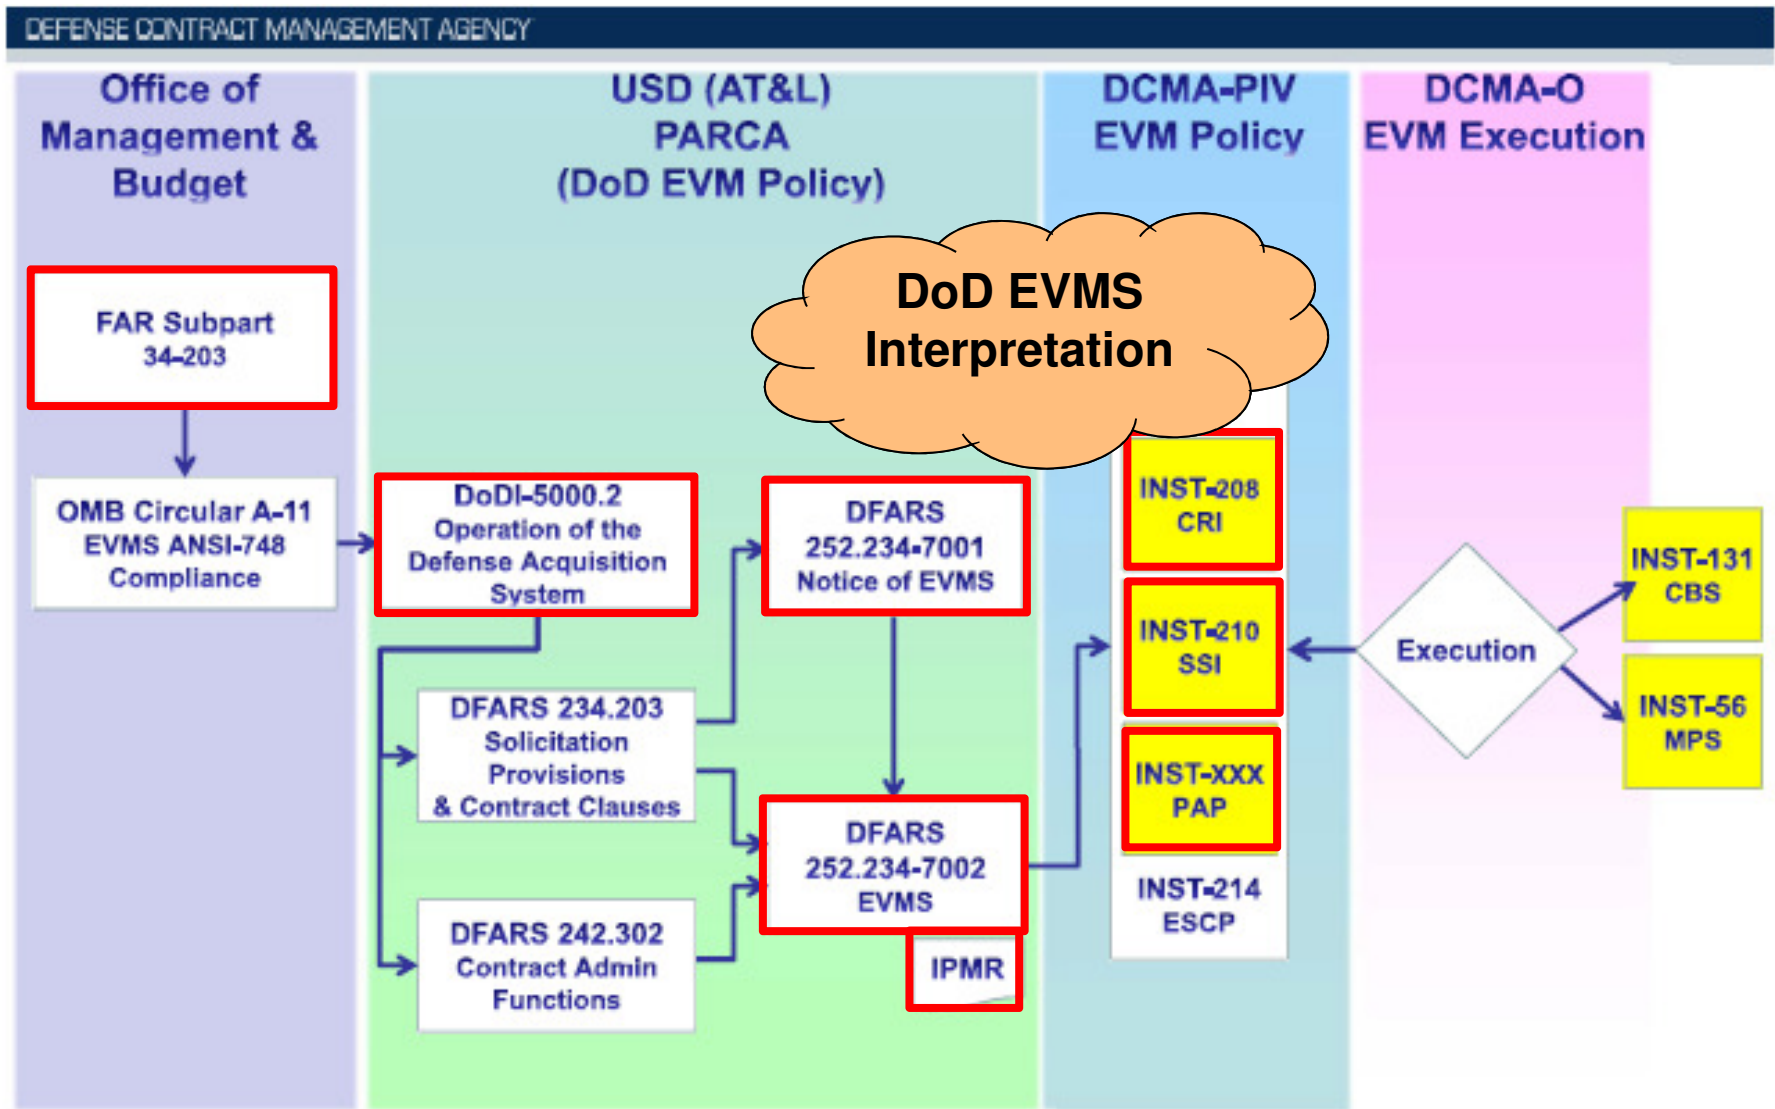 DEFENSE CONTRACT MANAGEMENT AGENCY
Office of
Management &
Budget
USD (AT&L)
PARCA
(DoD EVM Policy)
DCMA-PIV
EVM Policy
DCMA-O
EVM Execution
DoD EVMS
Interpretation
FAR Subpart
34-203
OMB Circular A-11
EVMS ANSI-748
Compliance
DoDI-5000.2
Operation of the
Defense Acquisition
System
DFARS 234.203
Solicitation
Provisions
& Contract Clauses
DFARS 242.302
Contract Admin
Functions
DFARS
252.234-7001
Notice of EVMS
DFARS
252.234-7002
EVMS
IPMR
INST-208
CRI
INST-210
SSI
INST-XXX
PAP
INST-214
ESCP
Execution
INST-131
CBS
INST-56
MPS